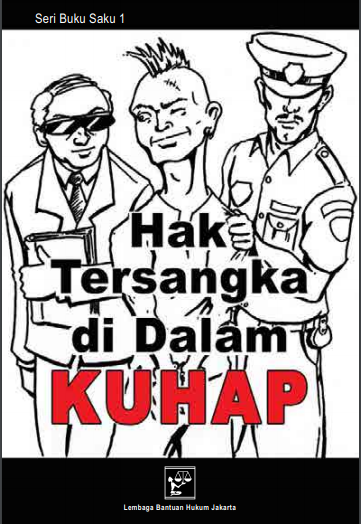 Seri Buku Saku 1
Hak
Tersangka
di Dalam
KUHAP
Lembaga Bantuan Hukum Jakarta